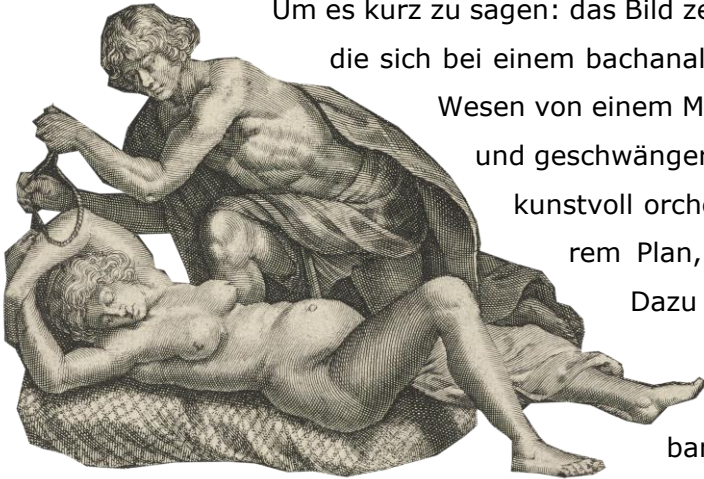 Um es kurz zu sagen: das Bild ze
die sich bei einem bachanal
Wesen von einem M
und geschwänger
kunstvoll orche
rem Plan,
Dazu
bar